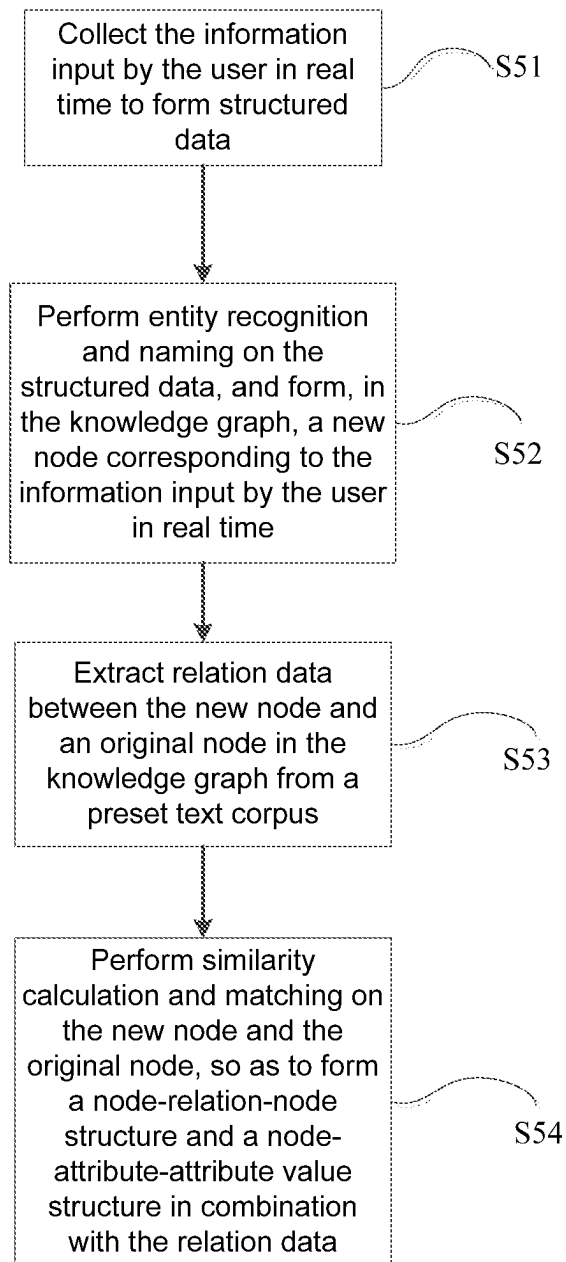 Collect the information
input by the user in real
time to form structured
data
S51
Perform entity recognition
and naming on the
structured data, and form, in
the knowledge graph, a new
node corresponding to the
information input by the user
in real time
S52
Extract relation data
between the new node and
an original node in the
knowledge graph from a
preset text corpus
S53
Perform similarity
calculation and matching on
the new node and the
original node, so as to form
a node-relation-node
structure and a node-
attribute-attribute value
structure in combination
with the relation data
S54